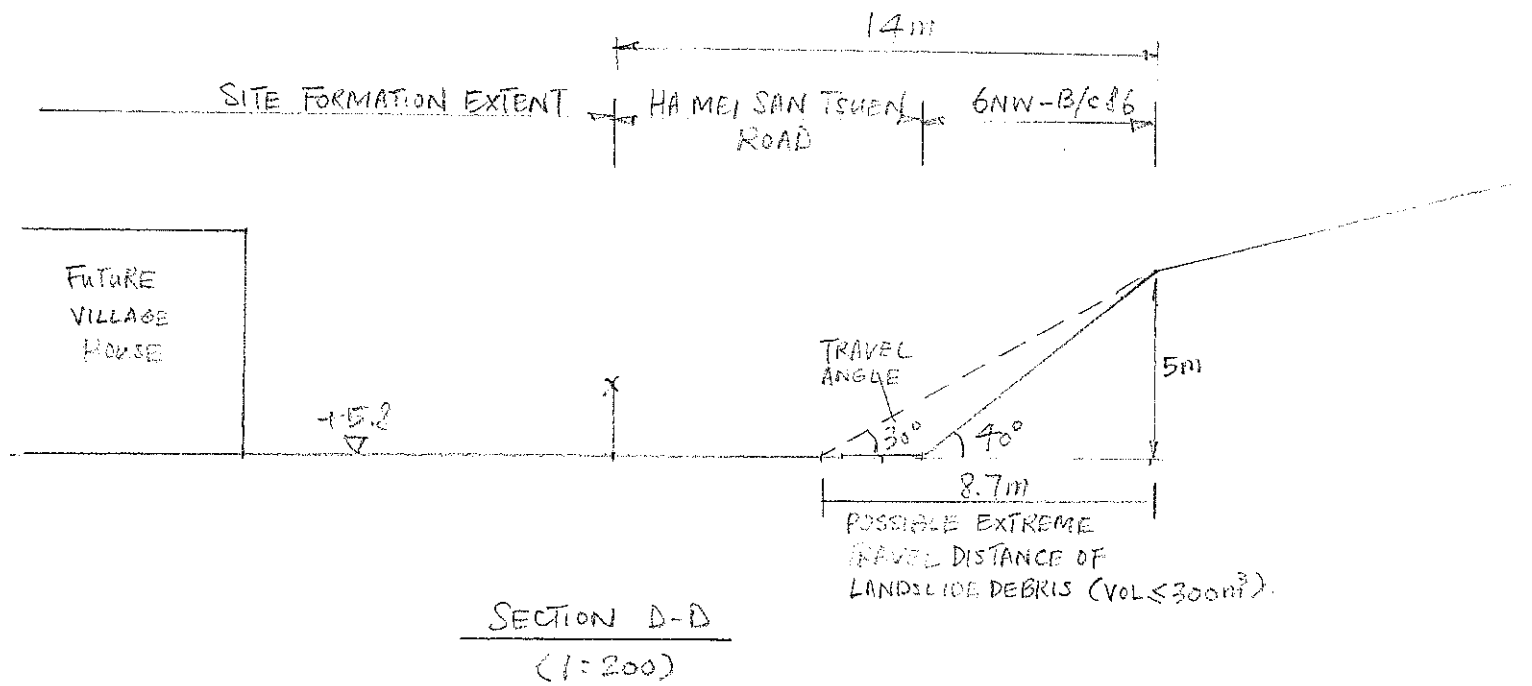 14m
SITE FORMATION EXTENT
HA MEI SAN TSUEN
ROAD
6NW-B/C86
FUTURE
VILLAGE
HOUSE
TRAVEL
ANGLE
30°
40°
5m
+5.2
8.7m
POSSIBLE EXTREME
TRAVEL DISTANCE OF
LANDSLIDE DEBRIS (VOL≤300m³).
SECTION D-D
(1=200)